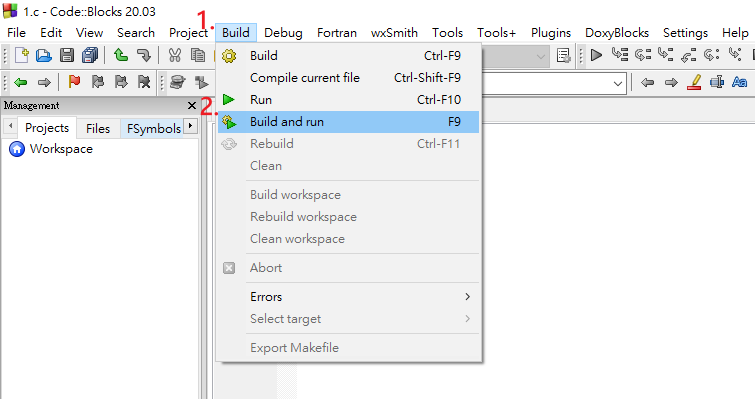 1.c - Code::Blocks 20.03
1.
File Edit View Search Project Build Debug Fortran wxSmith Tools Tools+ Plugins DoxyBlocks Settings Help
Build Ctrl-F9
Compile current file Ctrl-Shift-F9
Run Ctrl-F10
2.
Build and run F9
Rebuild Ctrl-F11
Clean
Build workspace
Rebuild workspace
Clean workspace
Abort
Errors
Select target
Export Makefile
Management
Projects Files FSymbols
Workspace
Aa